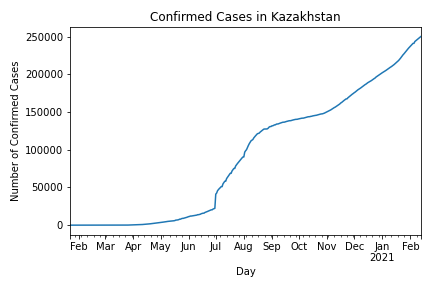 Confirmed Cases in Kazakhstan
Number of Confirmed Cases
250000
200000
150000
100000
50000
0
Feb Mar Apr May Jun Jul Aug Sep Oct Nov Dec Jan Feb
2021
Day